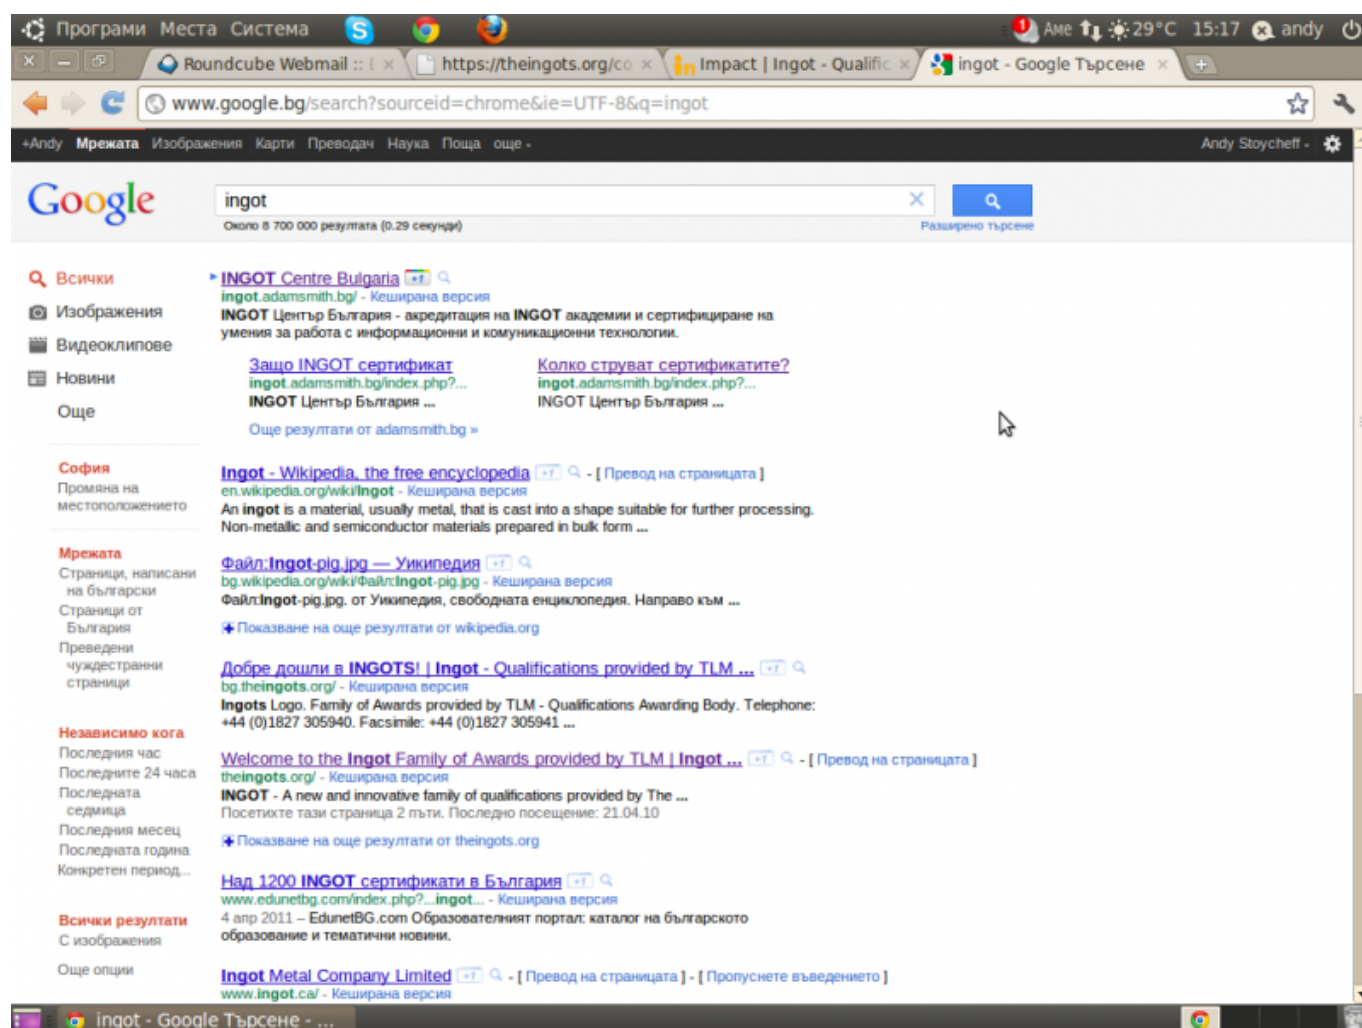 Програми Места Система
1 Аме 29°C 15:17 andy
Roundcube Webmail :: https://theingots.org/co Impact | Ingot - Qualific ingot - Google Търсене
www.google.bg/search?sourceid=chrome&ie=UTF-8&q=ingot
+Andy Мрежата Изображения Карти Преводач Наука Поща още
Andy Stoycheff
Google
ingot
Около 8 700 000 резултата (0.29 секунди)
Разширено търсене
Всички
Изображения
Видеоклипове
Новини
Още
София
Промяна на
местоположението
Мрежата
Страници, написани
на български
Страници от
България
Преведени
чуждестранни
страници
Независимо кога
Последния час
Последните 24 часа
Последната
седмица
Последния месец
Последната година
Конкретен период...
Всички резултати
С изображения
Още опции
INGOT Centre Bulgaria +1
ingot.adamsmith.bg/ - Кеширана версия
INGOT Център България - акредитация на INGOT академии и сертифициране на
умения за работа с информационни и комуникационни технологии.
Защо INGOT сертификат
ingot.adamsmith.bg/index.php?...
INGOT Център България ...
Колко струват сертификатите?
ingot.adamsmith.bg/index.php?...
INGOT Център България ...
Още резултати от adamsmith.bg »
Ingot - Wikipedia, the free encyclopedia +1 - [ Превод на страницата ]
en.wikipedia.org/wiki/Ingot - Кеширана версия
An ingot is a material, usually metal, that is cast into a shape suitable for further processing.
Non-metallic and semiconductor materials prepared in bulk form ...
Файл:Ingot-pig.jpg — Уикипедия +1
bg.wikipedia.org/wiki/Файл:Ingot-pig.jpg - Кеширана версия
Файл:Ingot-pig.jpg. от Уикипедия, свободната енциклопедия. Направо към ...
Показване на още резултати от wikipedia.org
Добре дошли в INGOTS! | Ingot - Qualifications provided by TLM ... +1
bg.theingots.org/ - Кеширана версия
Ingots Logo. Family of Awards provided by TLM - Qualifications Awarding Body. Telephone:
+44 (0)1827 305940. Facsimile: +44 (0)1827 305941 ...
Welcome to the Ingot Family of Awards provided by TLM | Ingot ... +1 - [ Превод на страницата ]
theingots.org/ - Кеширана версия
INGOT - A new and innovative family of qualifications provided by The ...
Посетихте тази страница 2 пъти. Последно посещение: 21.04.10
Показване на още резултати от theingots.org
Над 1200 INGOT сертификати в България +1
www.edunetbg.com/index.php?...ingot... - Кеширана версия
4 апр 2011 – EdunetBG.com Образователният портал: каталог на българското
образование и тематични новини.
Ingot Metal Company Limited +1 - [ Превод на страницата ] - [ Пропуснете въведението ]
www.ingot.ca/ - Кеширана версия
ingot - Google Търсене - ...